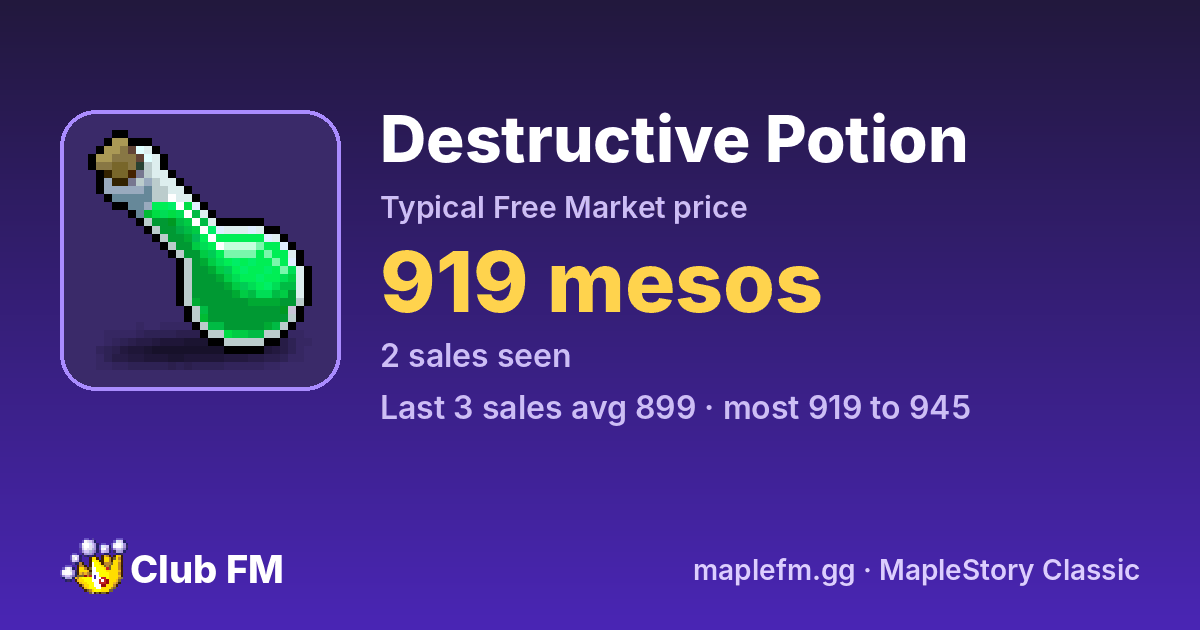 Destructive Potion
Typical Free Market price
919 mesos
2 sales seen
Last 3 sales avg 899 · most 919 to 945
Club FM
maplefm.gg · MapleStory Classic